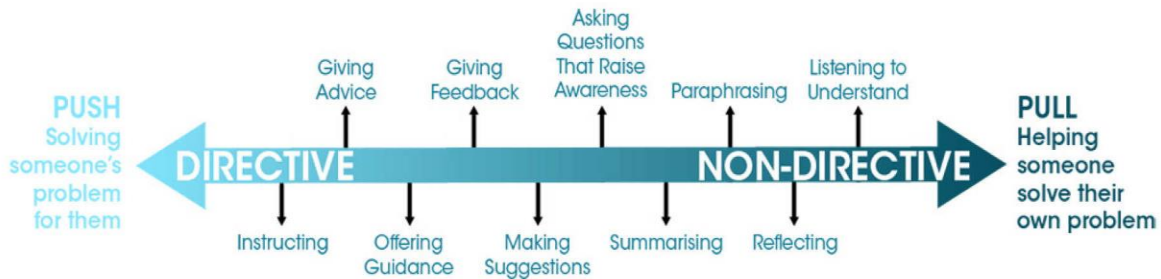 PUSH
Solving
someone's
problem
for them
DIRECTIVE
Giving
Advice
Giving
Feedback
Asking
Questions
That Raise
Awareness
Paraphrasing
Listening to
Understand
Instructing
Offering
Guidance
Making
Suggestions
Summarising
Reflecting
NON-DIRECTIVE
PULL
Helping
someone
solve their
own problem